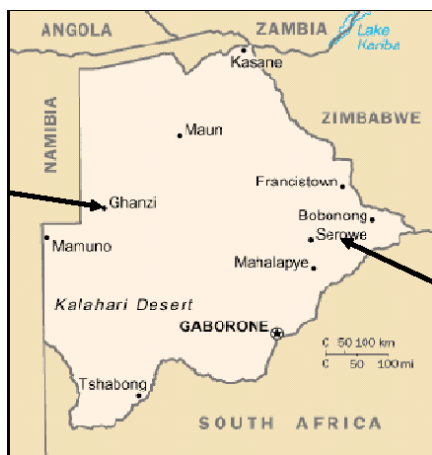 ANGOLA
ZAMBIA
Lake
Kariba
Kasane
NAMIBIA
ZIMBABWE
Maun
Francistown
Ghanzi
Bobonong
Serowe
Mamuno
Mahalapye
Kalahari Desert
GABORONE
0 50 100 km
0 50 100 mi
Tshabong
SOUTH AFRICA